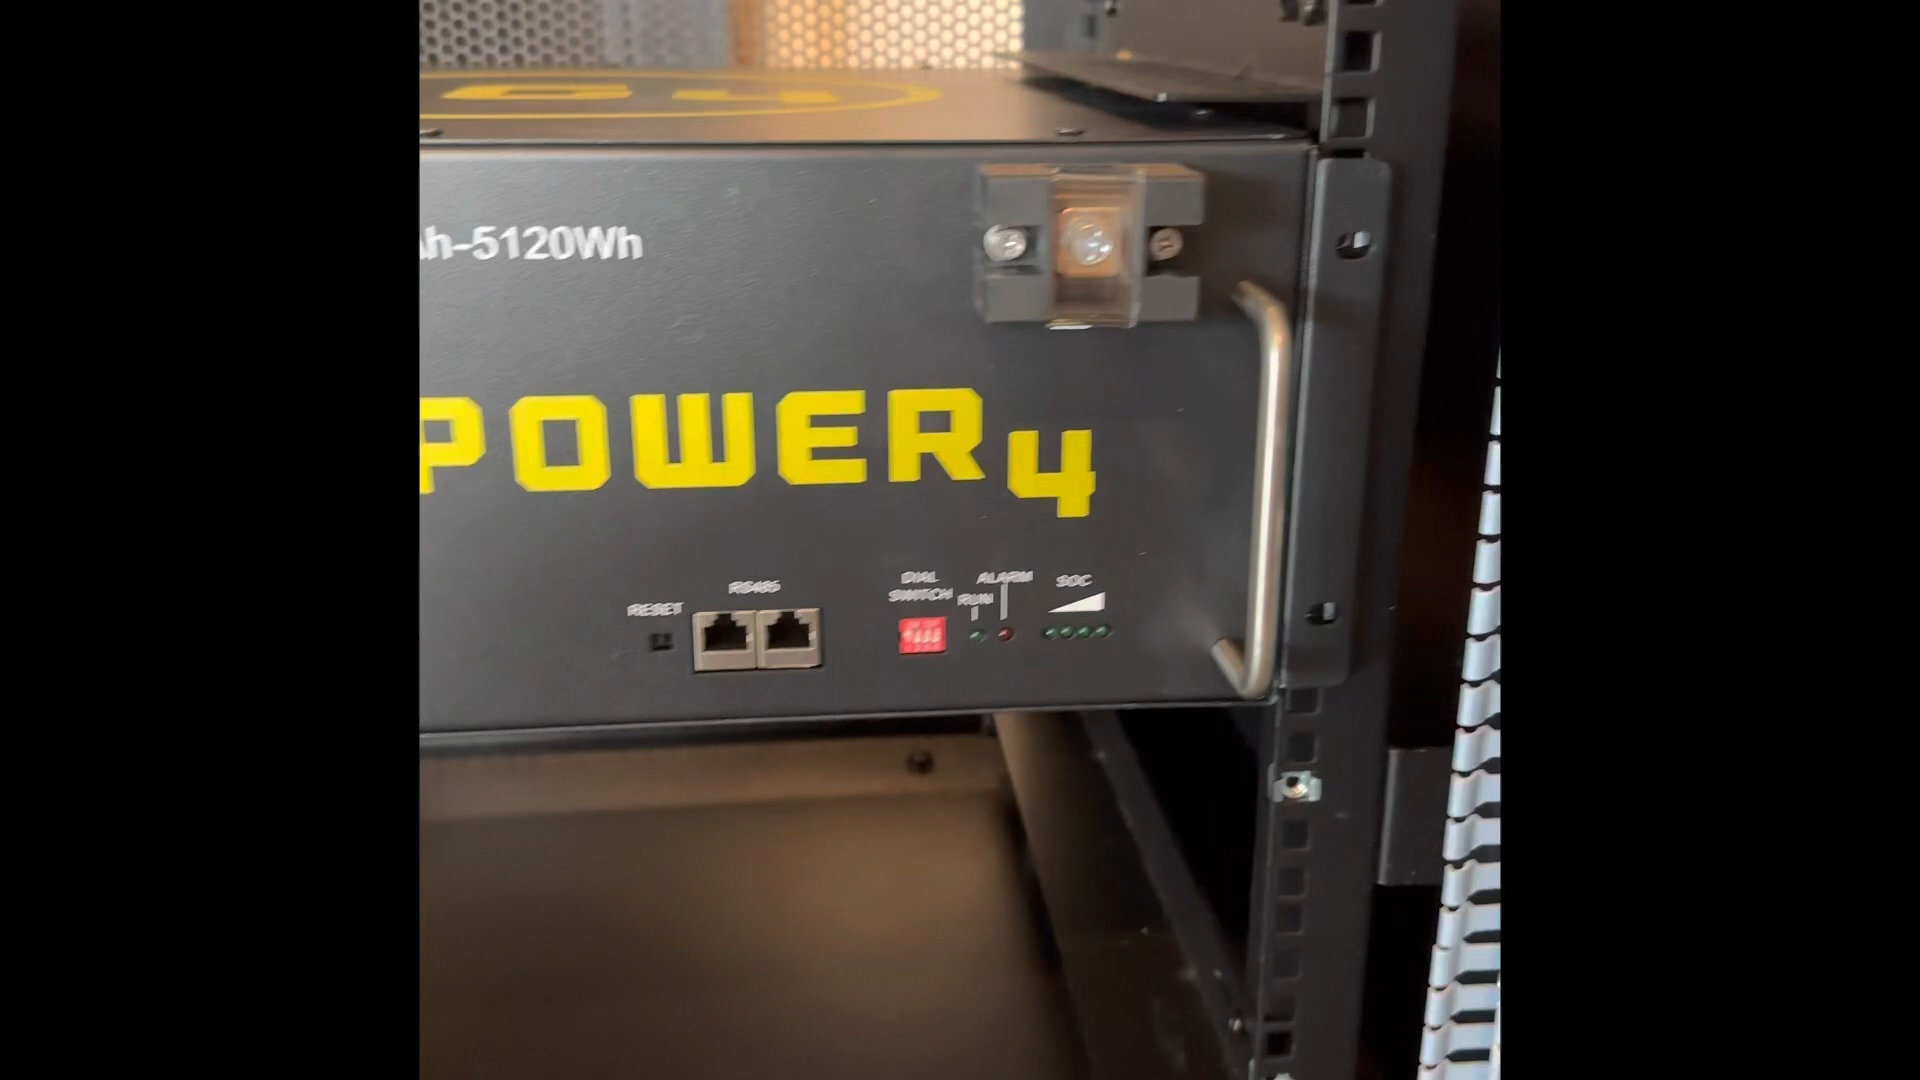 Ah-5120Wh
POWER4
RS485
RESET
DIAL
SWITCH
ALARM
RUN
SOC